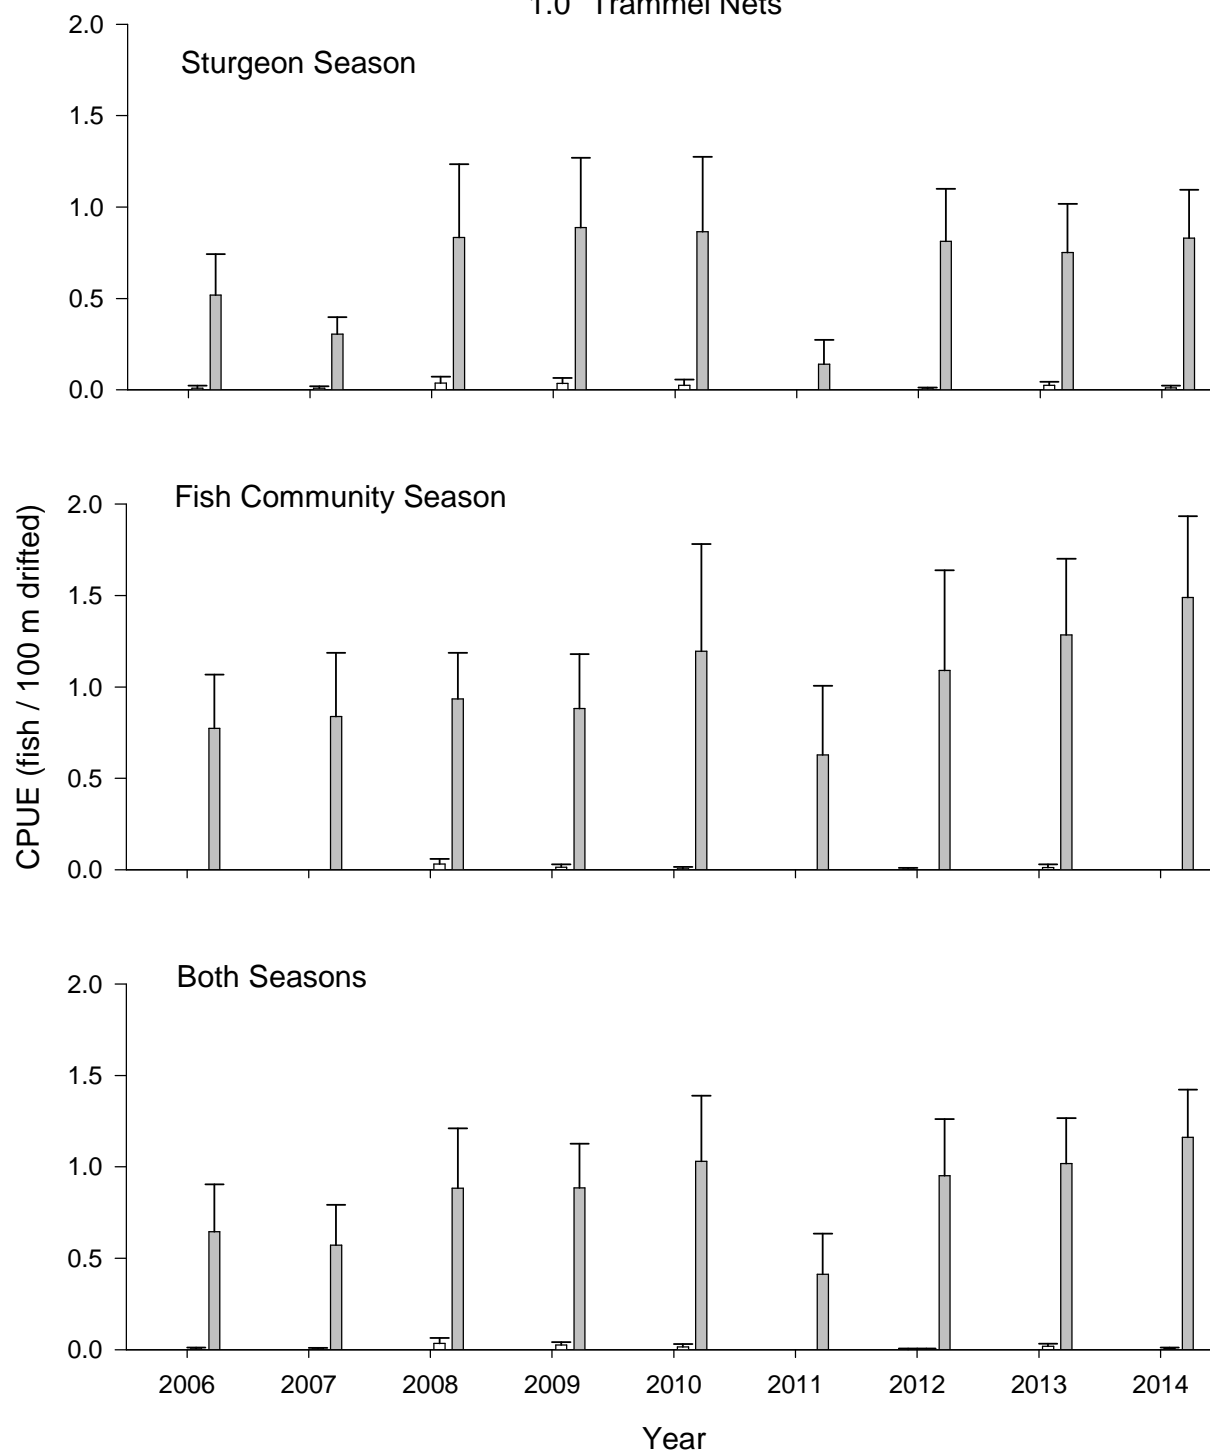 1.0" Trammel Nets
2.0
Sturgeon Season
1.5
1.0
0.5
0.0
2.0
Fish Community Season
1.5
1.0
0.5
0.0
CPUE (fish / 100 m drifted)
2.0
Both Seasons
1.5
1.0
0.5
0.0
2006 2007 2008 2009 2010 2011 2012 2013 2014
Year